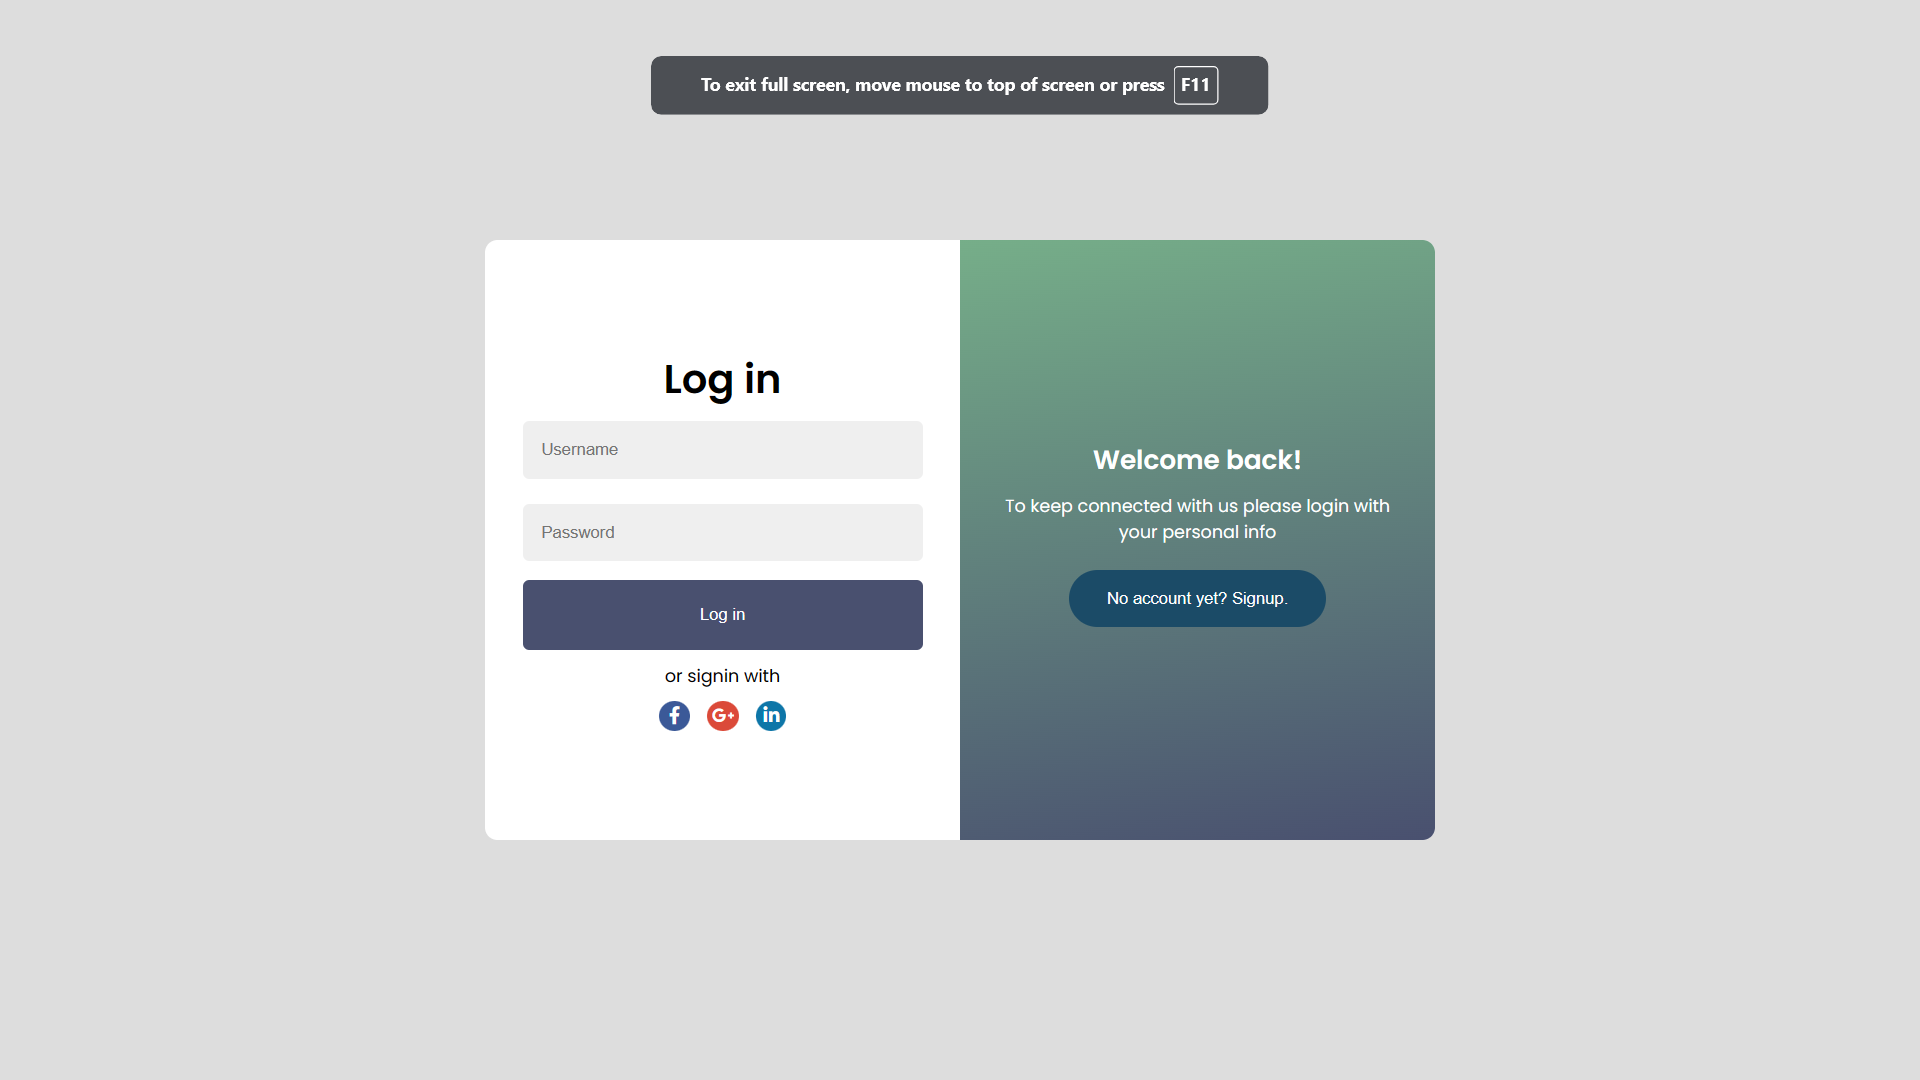 To exit full screen, move mouse to top of screen or press F11
Log in
Username
Password
Log in
or signin with
f
G+
in
Welcome back!
To keep connected with us please login with
your personal info
No account yet? Signup.